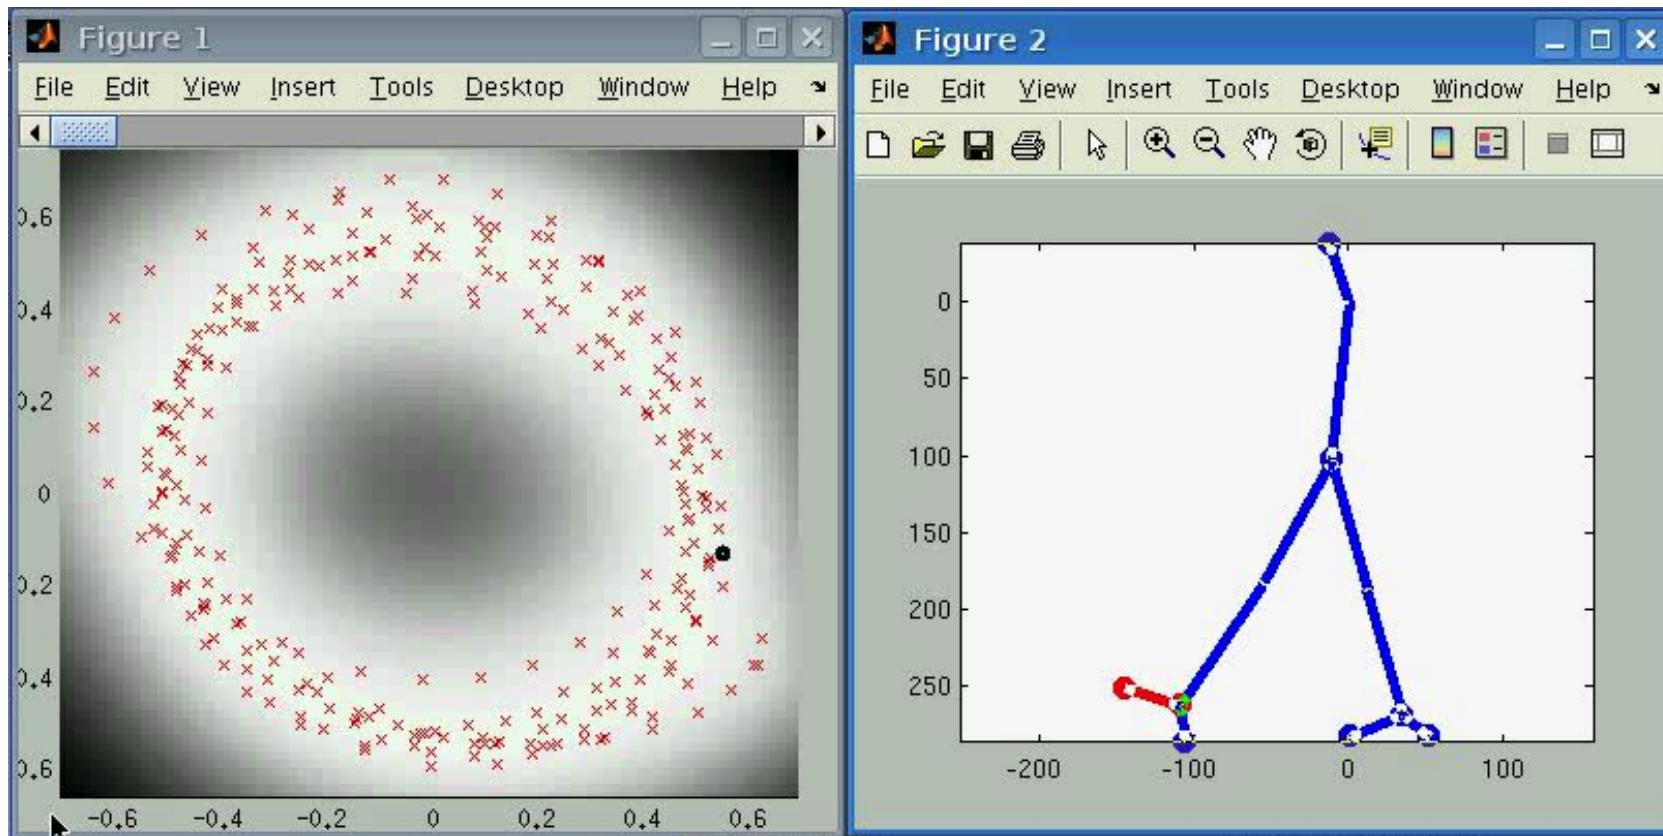 Figure 1
File Edit View Insert Tools Desktop Window Help
0.6
0.4
0.2
0
0.2
0.4
0.6
-0.6 -0.4 -0.2 0 0.2 0.4 0.6
Figure 2
File Edit View Insert Tools Desktop Window Help
0
50
100
150
200
250
-200 -100 0 100